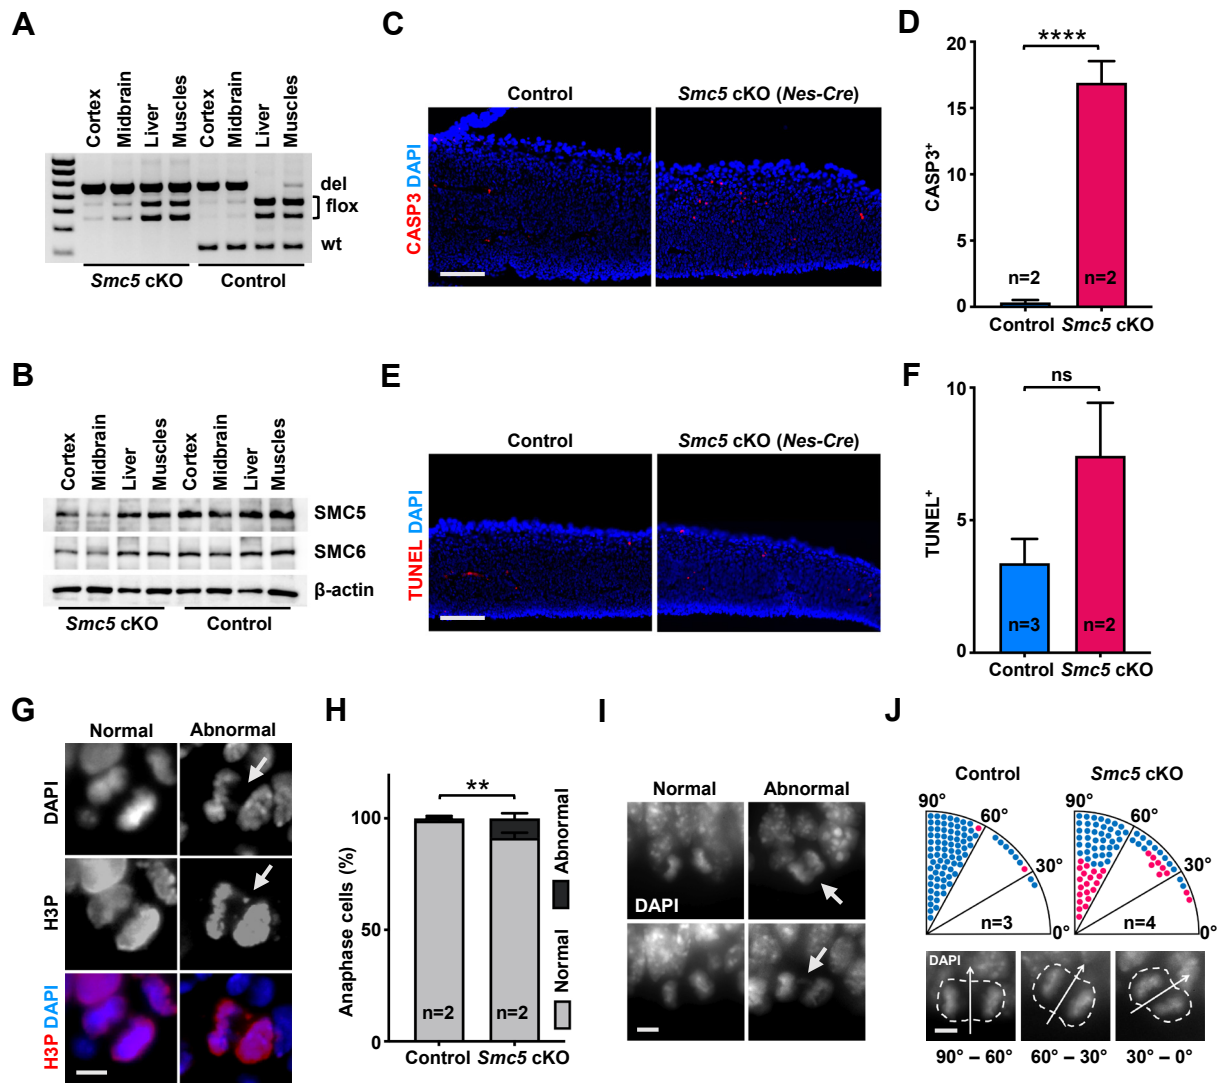 A
Cortex
Midbrain
Liver
Muscles
Cortex
Midbrain
Liver
Muscles
del
flox
wt
Smc5 cKO
Control
B
Cortex
Midbrain
Liver
Muscles
Cortex
Midbrain
Liver
Muscles
SMC5
SMC6
β-actin
Smc5 cKO
Control
C
Control
Smc5 cKO (Nes-Cre)
CASP3 DAPI
D
CASP3⁺
20
15
10
5
0
****
n=2
n=2
Control
Smc5 cKO
E
Control
Smc5 cKO (Nes-Cre)
TUNEL DAPI
F
TUNEL⁺
10
5
0
ns
n=3
n=2
Control
Smc5 cKO
G
Normal
Abnormal
DAPI
H3P
H3P DAPI
H
Anaphase cells (%)
100
50
0
**
n=2
n=2
Control
Smc5 cKO
Normal
Abnormal
I
Normal
Abnormal
DAPI
J
Control
Smc5 cKO
90°
60°
30°
0°
n=3
90°
60°
30°
0°
n=4
DAPI
90° – 60°
60° – 30°
30° – 0°